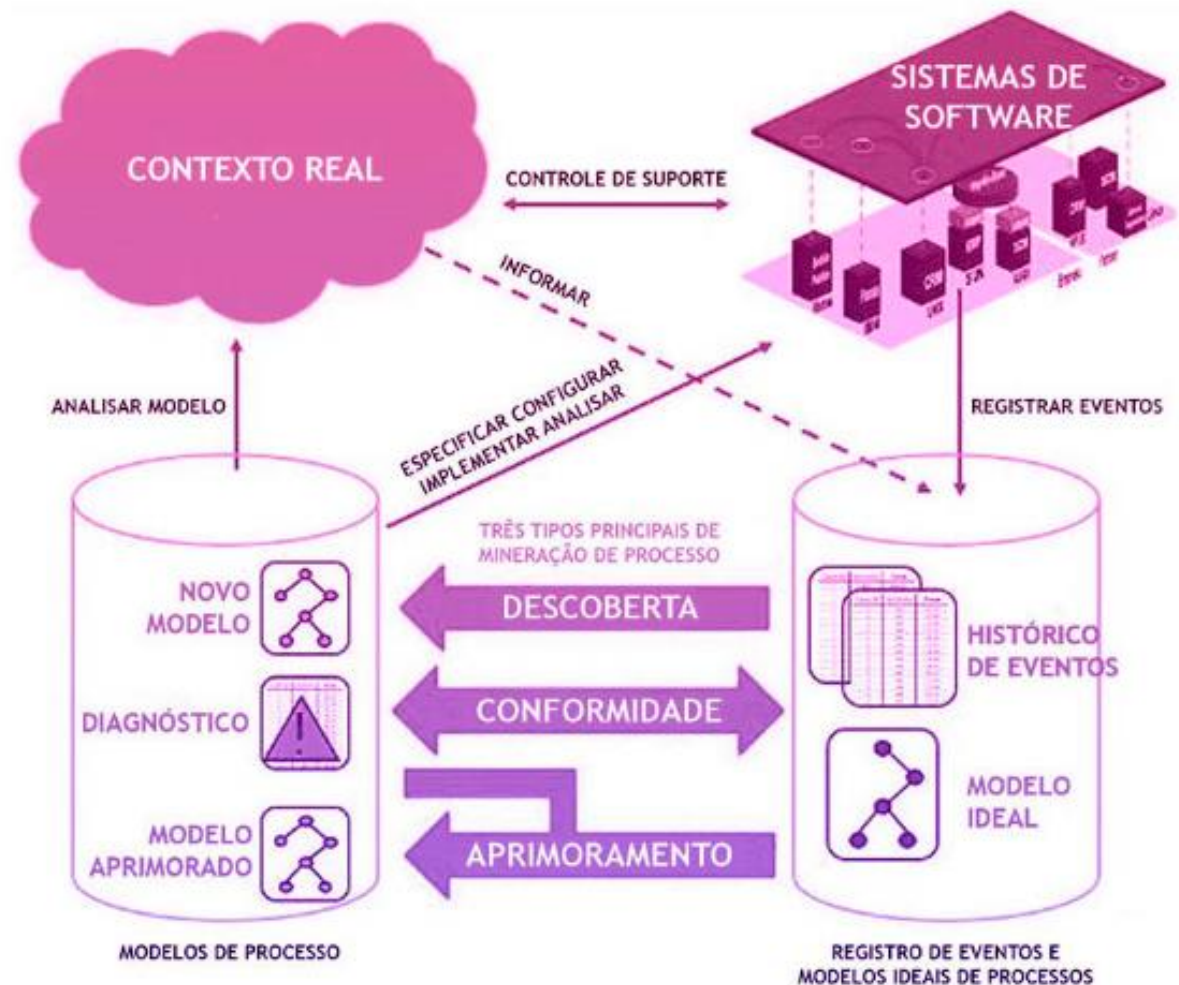 CONTEXTO REAL
SISTEMAS DE
SOFTWARE
CONTROLE DE SUPORTE
INFORMAR
ANALISAR MODELO
ESPECIFICAR CONFIGURAR
IMPLEMENTAR ANALISAR
REGISTRAR EVENTOS
TRÊS TIPOS PRINCIPAIS DE
MINERAÇÃO DE PROCESSO
NOVO
MODELO
DESCOBERTA
HISTÓRICO
DE EVENTOS
DIAGNÓSTICO
!
CONFORMIDADE
MODELO
IDEAL
MODELO
APRIMORADO
APRIMORAMENTO
MODELOS DE PROCESSO
REGISTRO DE EVENTOS E
MODELOS IDEAIS DE PROCESSOS